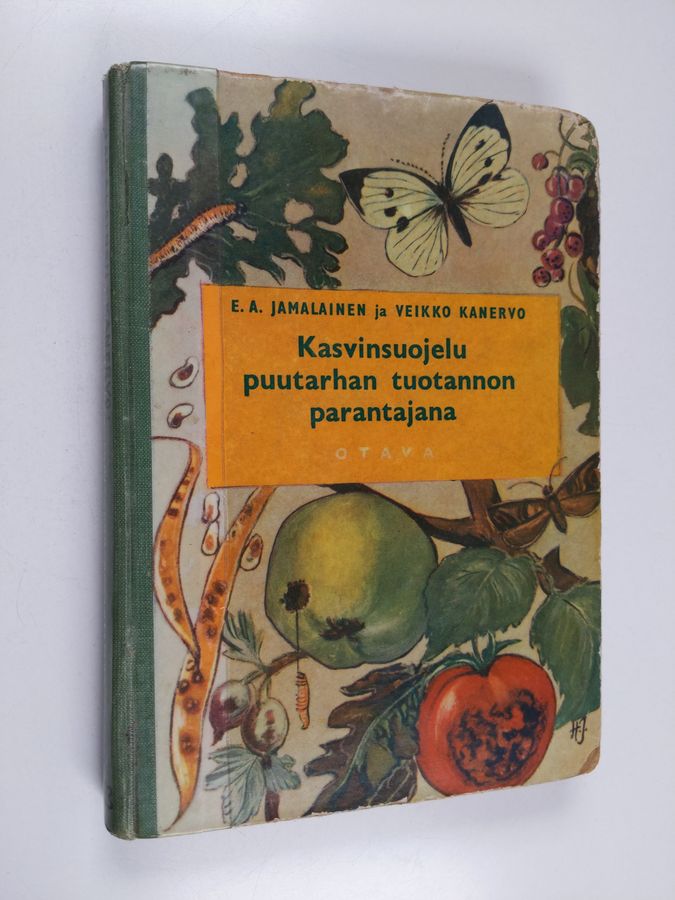 E. A. JAMALAINEN ja VEIKKO KANERVO
Kasvinsuojelu
puutarhan tuotannon
parantajana
OTAVA
H.J.